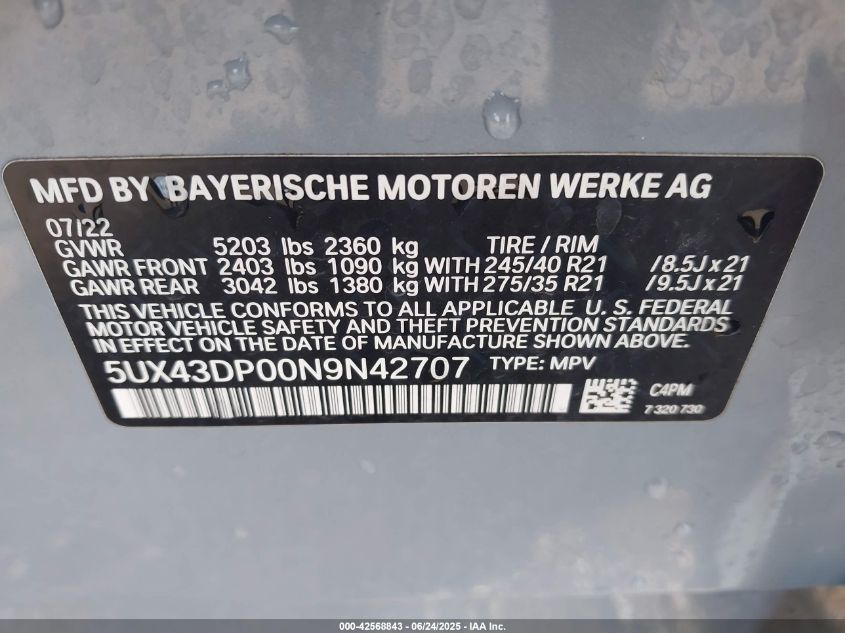 MFD BY BAYERISCHE MOTOREN WERKE AG
07/22
GVWR 5203 lbs 2360 kg TIRE / RIM
GAWR FRONT 2403 lbs 1090 kg WITH 245/40 R21 /8.5J x 21
GAWR REAR 3042 lbs 1380 kg WITH 275/35 R21 /9.5J x 21
THIS VEHICLE CONFORMS TO ALL APPLICABLE U. S. FEDERAL
MOTOR VEHICLE SAFETY AND THEFT PREVENTION STANDARDS
IN EFFECT ON THE DATE OF MANUFACTURE SHOWN ABOVE.
5UX43DP00N9N42707 TYPE: MPV
C4PM
7 320 730
000-42568843 - 06/24/2025 - IAA Inc.